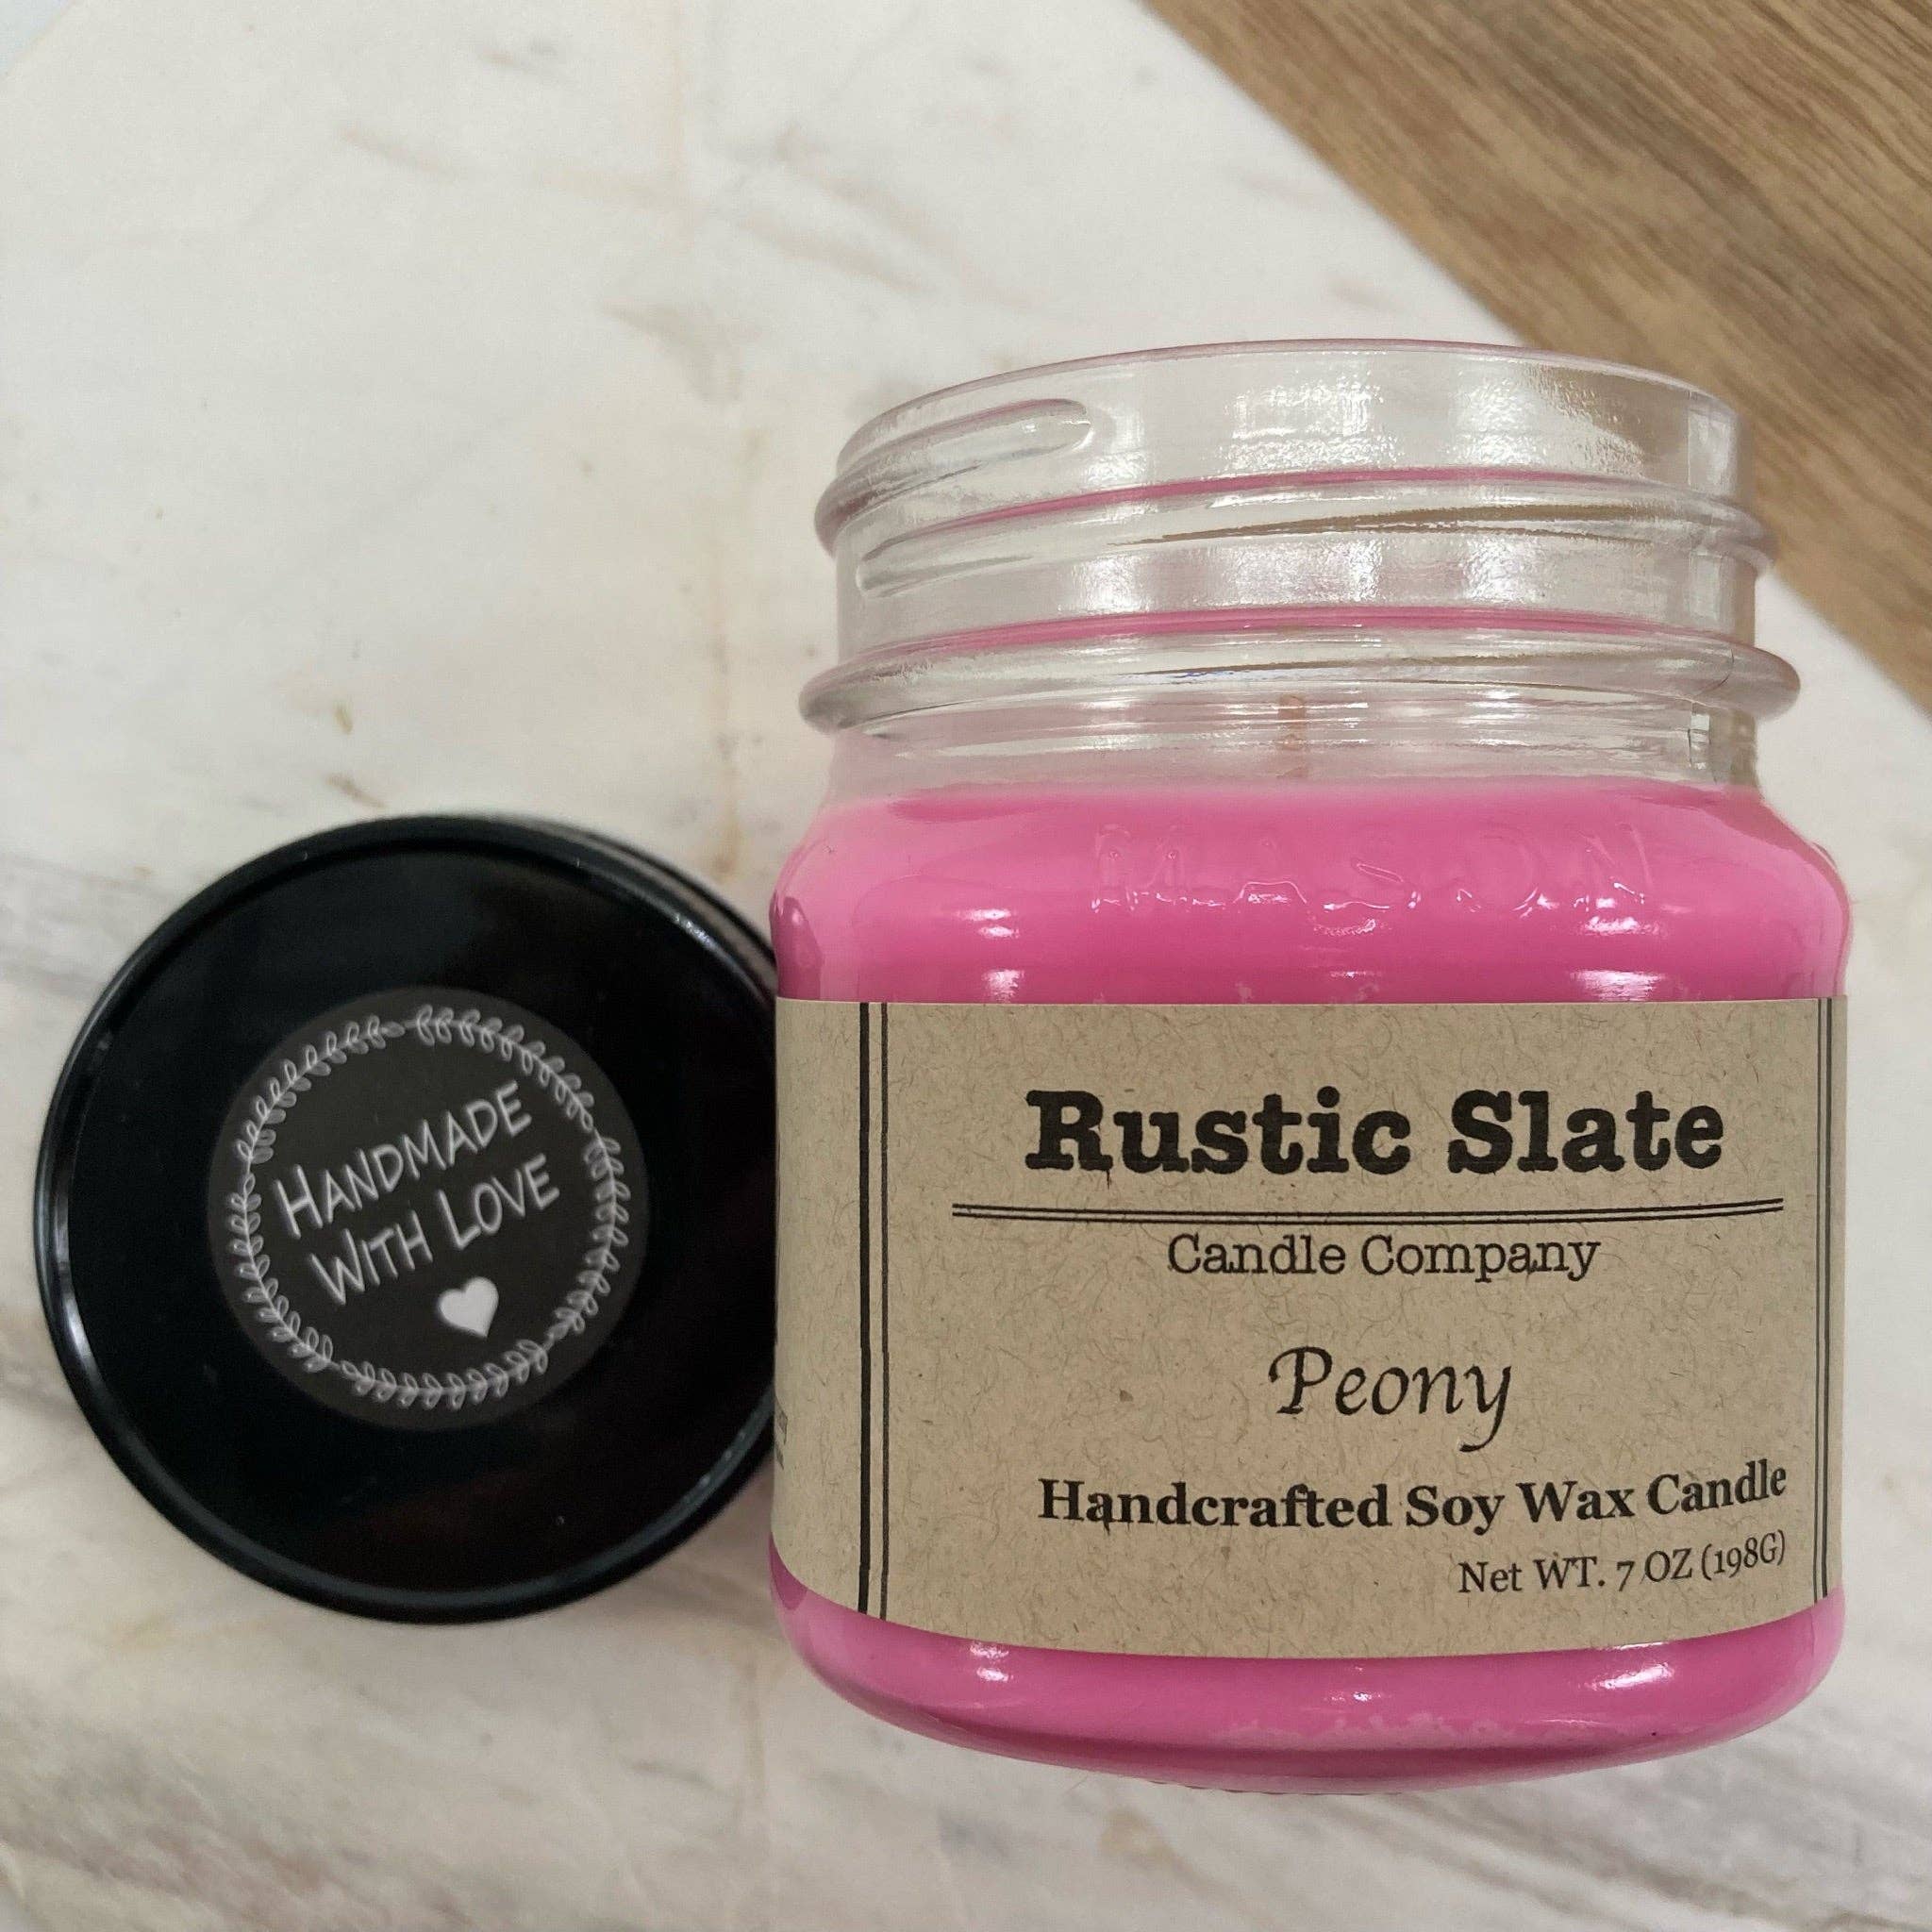 HANDMADE
WITH LOVE
MASON
Rustic Slate
Candle Company
Peony
Handcrafted Soy Wax Candle
Net WT. 7 OZ (198G)